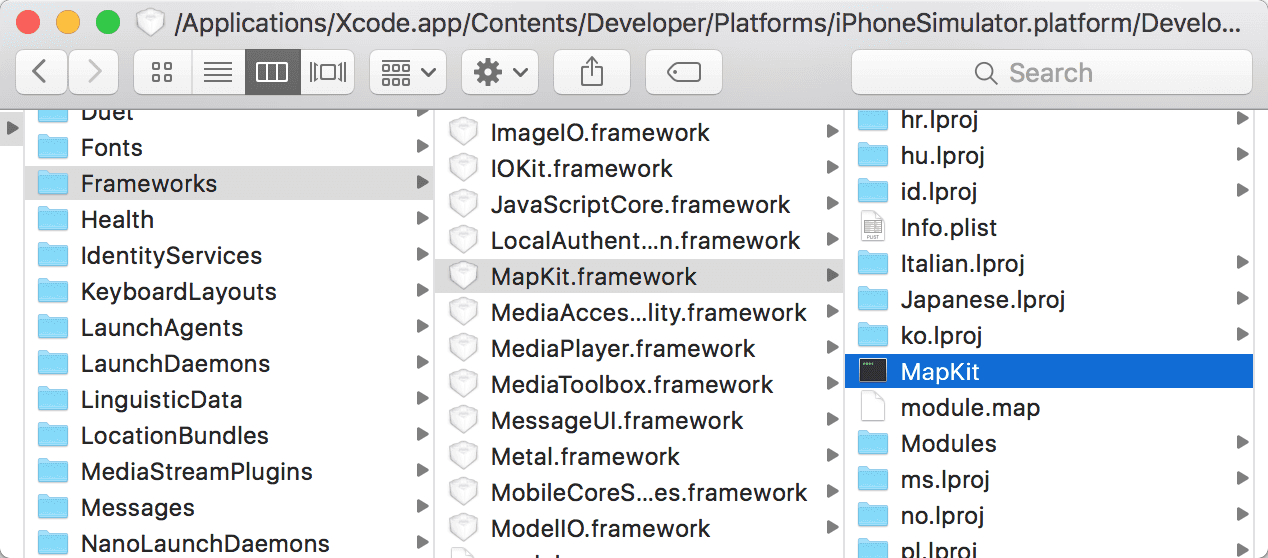 /Applications/Xcode.app/Contents/Developer/Platforms/iPhoneSimulator.platform/Develo...
Search
Duet
Fonts
Frameworks
Health
IdentityServices
KeyboardLayouts
LaunchAgents
LaunchDaemons
LinguisticData
LocationBundles
MediaStreamPlugins
Messages
NanoLaunchDaemons
ImageIO.framework
IOKit.framework
JavaScriptCore.framework
LocalAuthent...n.framework
MapKit.framework
MediaAcces...lity.framework
MediaPlayer.framework
MediaToolbox.framework
MessageUI.framework
Metal.framework
MobileCoreS...es.framework
ModelIO.framework
hr.lproj
hu.lproj
id.lproj
Info.plist
Italian.lproj
Japanese.lproj
ko.lproj
MapKit
module.map
Modules
ms.lproj
no.lproj
pl.lproj